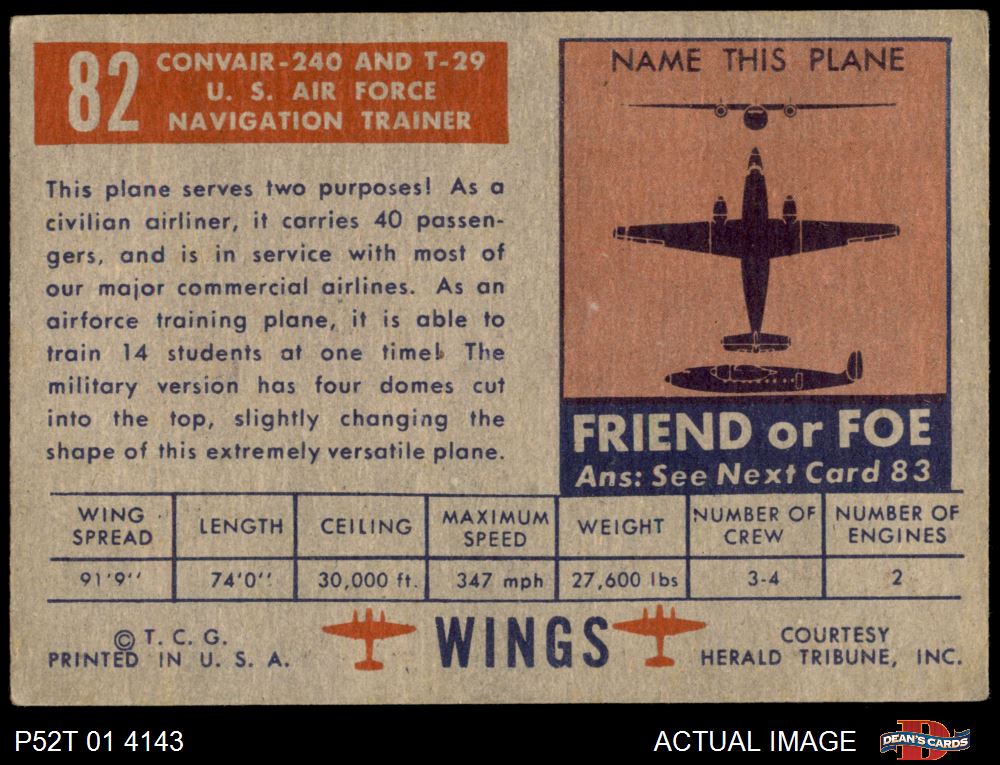 82
CONVAIR-240 AND T-29
U. S. AIR FORCE
NAVIGATION TRAINER
This plane serves two purposes! As a
civilian airliner, it carries 40 passen-
gers, and is in service with most of
our major commercial airlines. As an
airforce training plane, it is able to
train 14 students at one time! The
military version has four domes cut
into the top, slightly changing the
shape of this extremely versatile plane.
NAME THIS PLANE
FRIEND or FOE
Ans: See Next Card 83
WING SPREAD LENGTH CEILING MAXIMUM SPEED WEIGHT NUMBER OF CREW NUMBER OF ENGINES
91'9'' 74'0'' 30,000 ft. 347 mph 27,600 lbs 3-4 2
© T. C. G.
PRINTED IN U. S. A.
WINGS
COURTESY
HERALD TRIBUNE, INC.
P52T 01 4143
ACTUAL IMAGE
D
DEAN'S CARDS